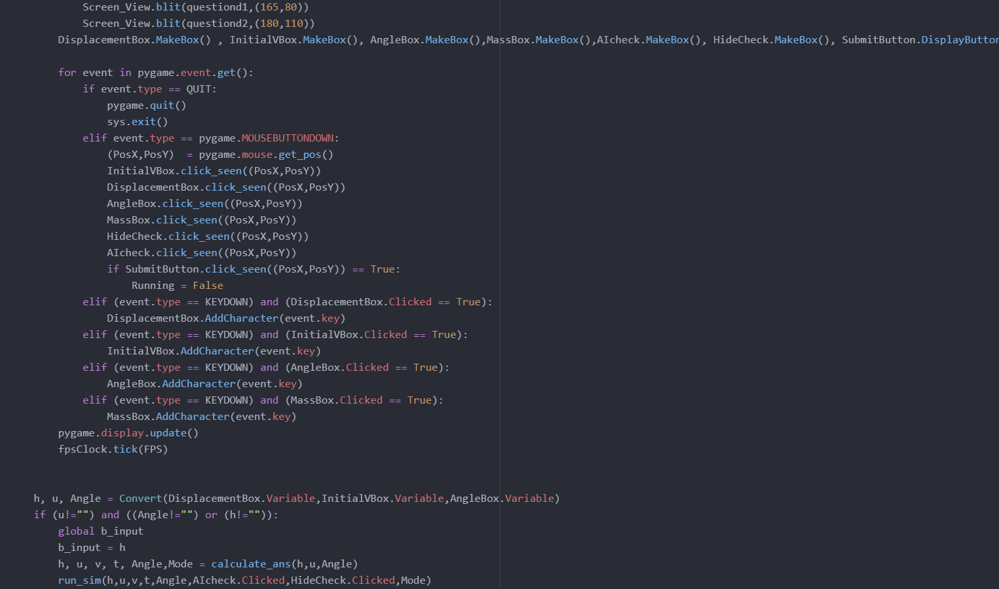 Screen_View.blit(questiond1,(165,80))
Screen_View.blit(questiond2,(180,110))
DisplacementBox.MakeBox() , InitialVBox.MakeBox(), AngleBox.MakeBox(),MassBox.MakeBox(),AIcheck.MakeBox(), HideCheck.MakeBox(), SubmitButton.DisplayButton
for event in pygame.event.get():
if event.type == QUIT:
pygame.quit()
sys.exit()
elif event.type == pygame.MOUSEBUTTONDOWN:
(PosX,PosY)  = pygame.mouse.get_pos()
InitialVBox.click_seen((PosX,PosY))
DisplacementBox.click_seen((PosX,PosY))
AngleBox.click_seen((PosX,PosY))
MassBox.click_seen((PosX,PosY))
HideCheck.click_seen((PosX,PosY))
AIcheck.click_seen((PosX,PosY))
if SubmitButton.click_seen((PosX,PosY)) == True:
Running = False
elif (event.type == KEYDOWN) and (DisplacementBox.Clicked == True):
DisplacementBox.AddCharacter(event.key)
elif (event.type == KEYDOWN) and (InitialVBox.Clicked == True):
InitialVBox.AddCharacter(event.key)
elif (event.type == KEYDOWN) and (AngleBox.Clicked == True):
AngleBox.AddCharacter(event.key)
elif (event.type == KEYDOWN) and (MassBox.Clicked == True):
MassBox.AddCharacter(event.key)
pygame.display.update()
fpsClock.tick(FPS)
h, u, Angle = Convert(DisplacementBox.Variable,InitialVBox.Variable,AngleBox.Variable)
if (u!="") and ((Angle!="") or (h!="")):
global b_input
b_input = h
h, u, v, t, Angle,Mode = calculate_ans(h,u,Angle)
run_sim(h,u,v,t,Angle,AIcheck.Clicked,HideCheck.Clicked,Mode)